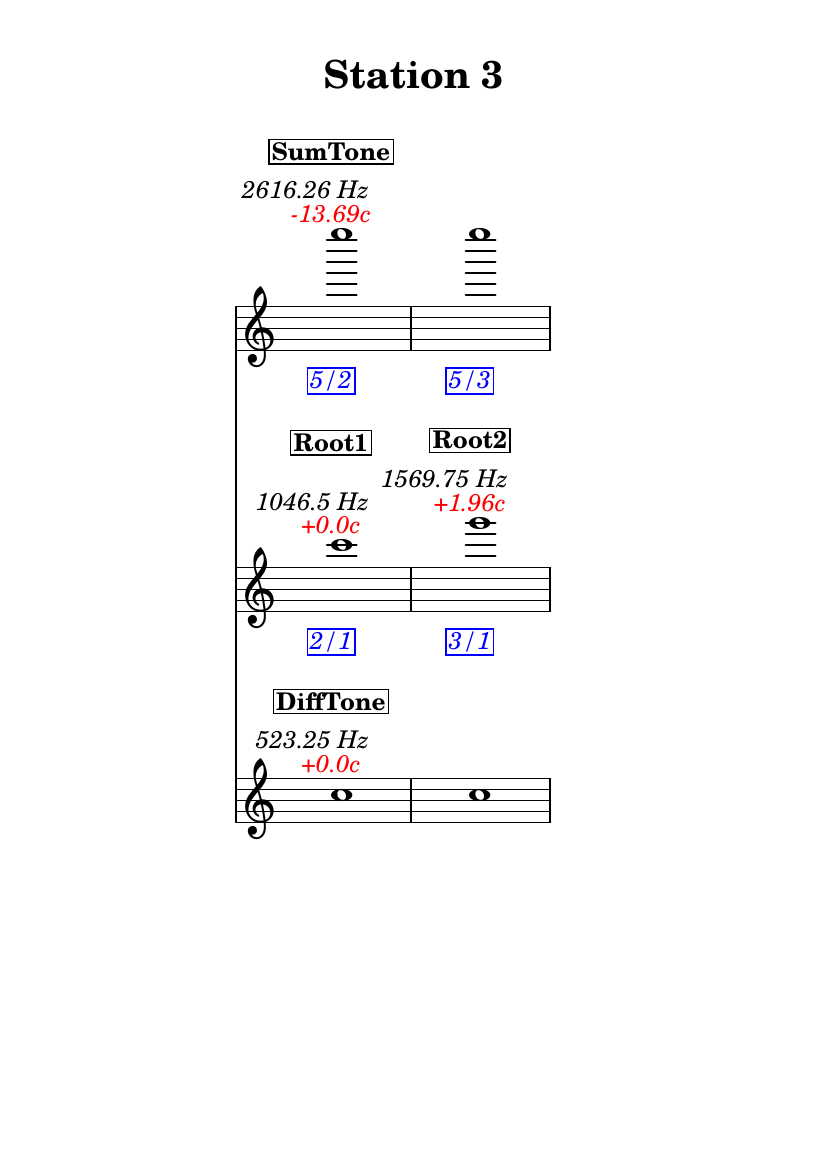 Station 3
SumTone
2616.26 Hz
-13.69c
5/2 5/3
Root1 Root2
1046.5 Hz 1569.75 Hz
+0.0c +1.96c
2/1 3/1
DiffTone
523.25 Hz
+0.0c